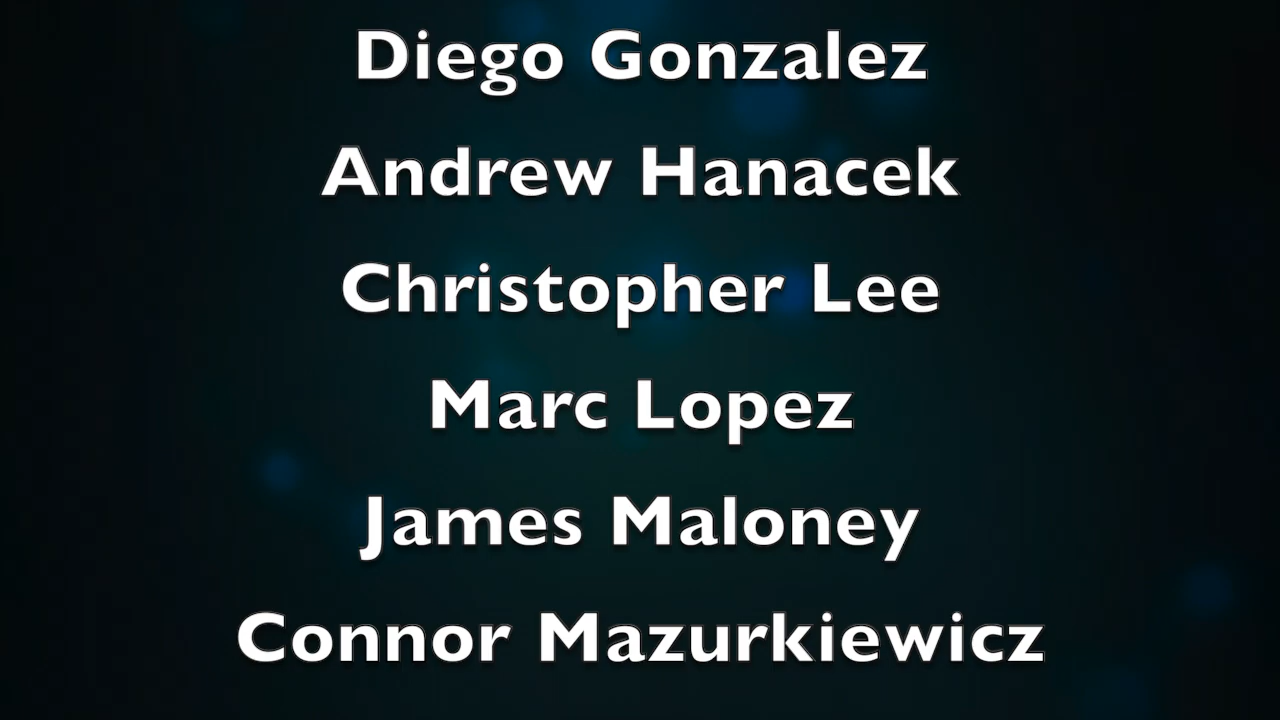 Diego Gonzalez
Andrew Hanacek
Christopher Lee
Marc Lopez
James Maloney
Connor Mazurkiewicz